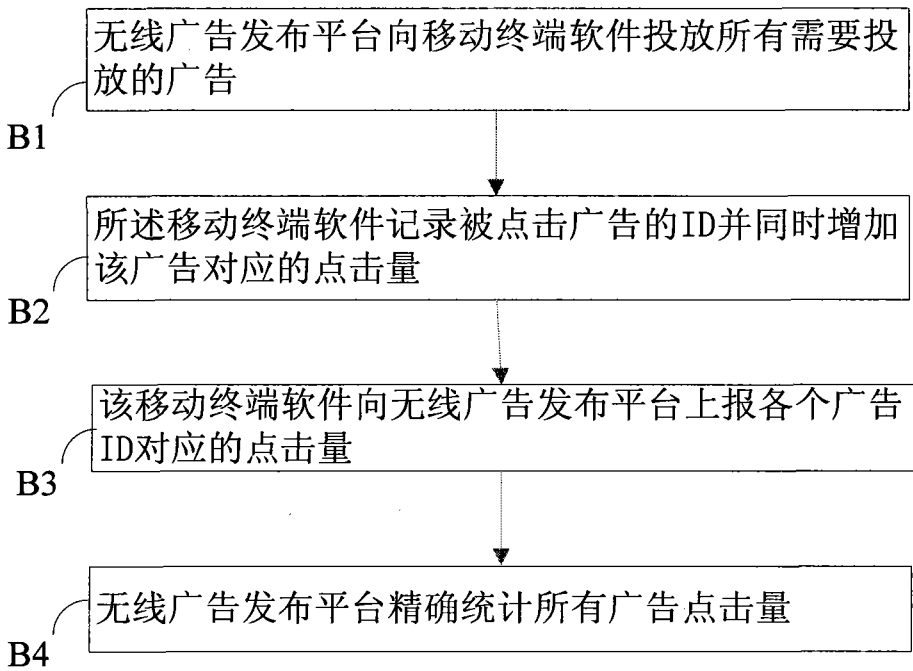 无线广告发布平台向移动终端软件投放所有需要投
放的广告
B1
所述移动终端软件记录被点击广告的ID并同时增加
该广告对应的点击量
B2
该移动终端软件向无线广告发布平台上报各个广告
ID对应的点击量
B3
无线广告发布平台精确统计所有广告点击量
B4